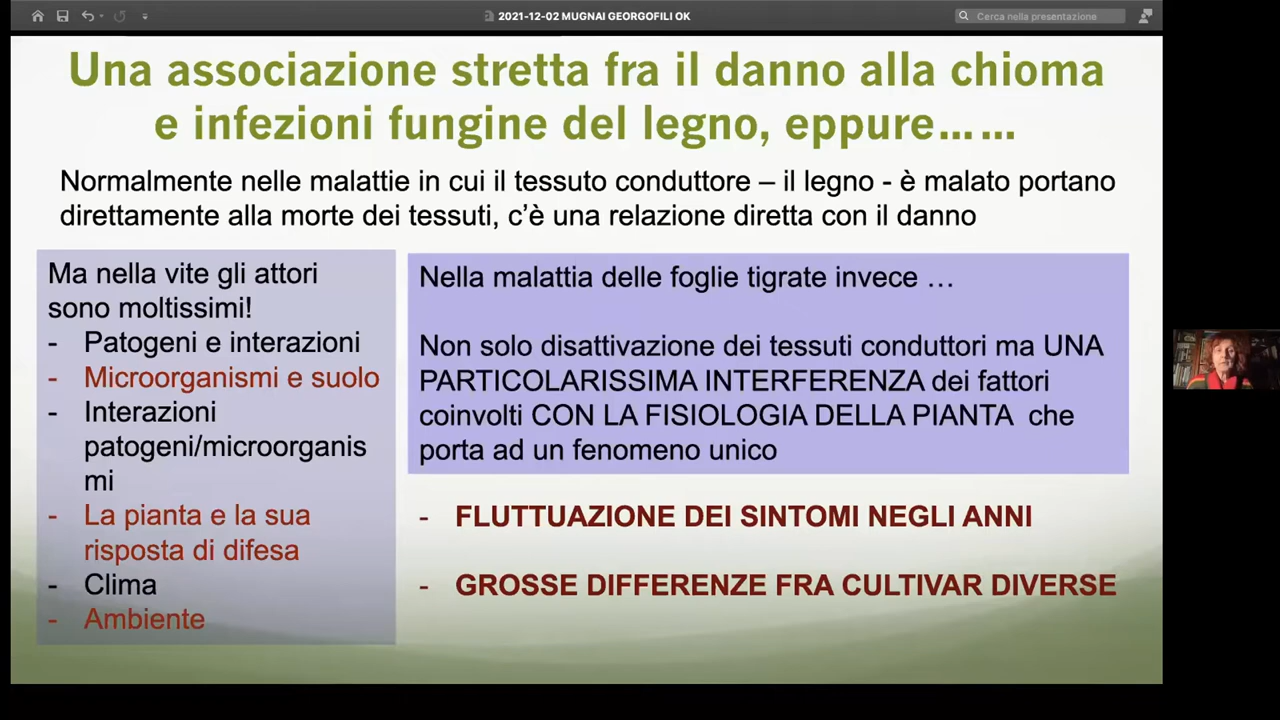 2021-12-02 MUGNAI GEORGOFILI OK
Cerca nella presentazione
Una associazione stretta fra il danno alla chioma
e infezioni fungine del legno, eppure……
Normalmente nelle malattie in cui il tessuto conduttore – il legno - è malato portano
direttamente alla morte dei tessuti, c’è una relazione diretta con il danno
Ma nella vite gli attori
sono moltissimi!
- Patogeni e interazioni
- Microorganismi e suolo
- Interazioni
patogeni/microorganis
mi
- La pianta e la sua
risposta di difesa
- Clima
- Ambiente
Nella malattia delle foglie tigrate invece …
Non solo disattivazione dei tessuti conduttori ma UNA
PARTICOLARISSIMA INTERFERENZA dei fattori
coinvolti CON LA FISIOLOGIA DELLA PIANTA che
porta ad un fenomeno unico
- FLUTTUAZIONE DEI SINTOMI NEGLI ANNI
- GROSSE DIFFERENZE FRA CULTIVAR DIVERSE